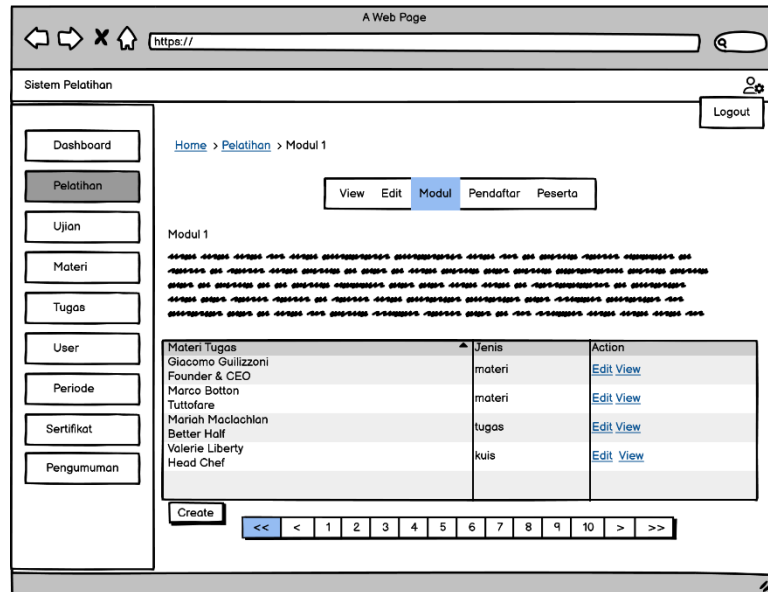 A Web Page
https://
Sistem Pelatihan
Logout
Dashboard
Pelatihan
Ujian
Materi
Tugas
User
Periode
Sertifikat
Pengumuman
Home > Pelatihan > Modul 1
View Edit Modul Pendaftar Peserta
Modul 1
Materi Tugas Jenis Action
Giacomo Guilizzoni
Founder & CEO
materi Edit View
Marco Botton
Tuttofare
materi Edit View
Mariah Maclachlan
Better Half
tugas Edit View
Valerie Liberty
Head Chef
kuis Edit View
Create
<< < 1 2 3 4 5 6 7 8 9 10 > >>